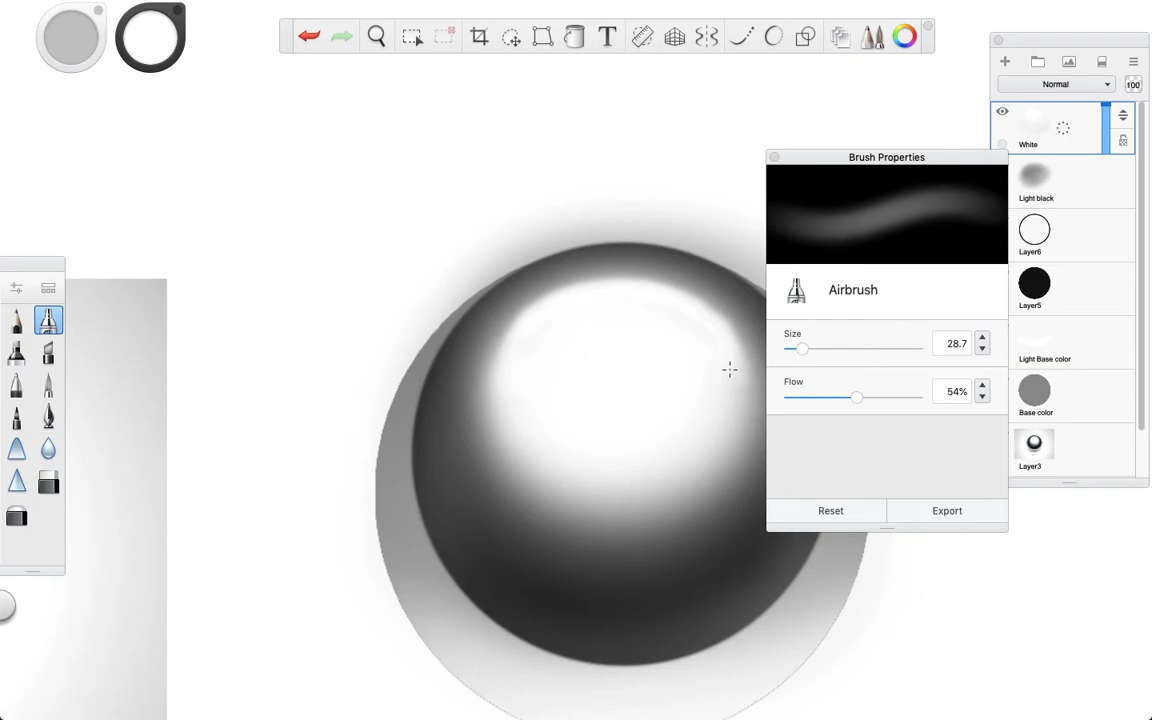 T
Normal
100
White
Brush Properties
Light black
Layer6
Airbrush
Layer5
Size
28.7
Light Base color
Flow
54%
Base color
Layer3
Reset
Export